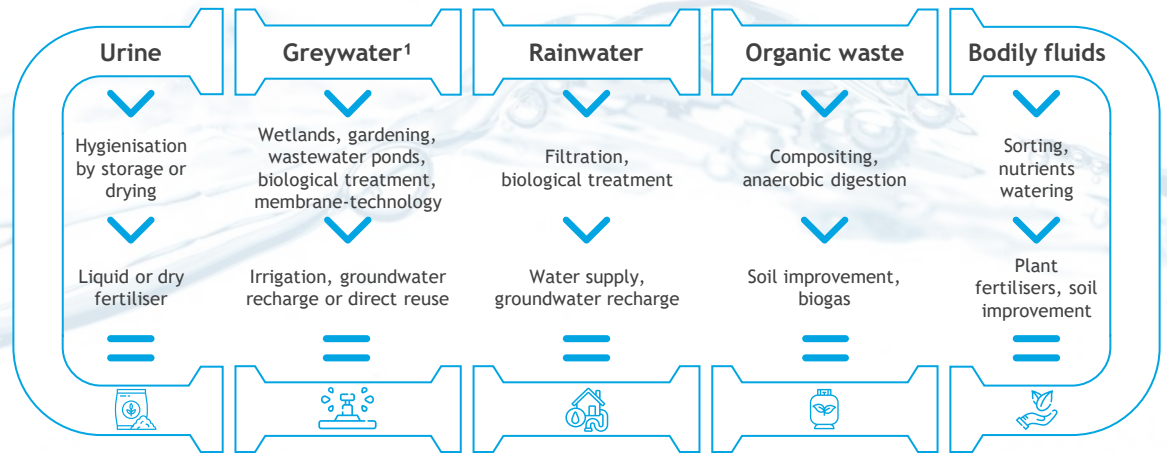 Urine
Hygienisation
by storage or
drying
Liquid or dry
fertiliser
Greywater¹
Wetlands, gardening,
wastewater ponds,
biological treatment,
membrane-technology
Irrigation, groundwater
recharge or direct reuse
Rainwater
Filtration,
biological treatment
Water supply,
groundwater recharge
Organic waste
Compositing,
anaerobic digestion
Soil improvement,
biogas
Bodily fluids
Sorting,
nutrients
watering
Plant
fertilisers, soil
improvement